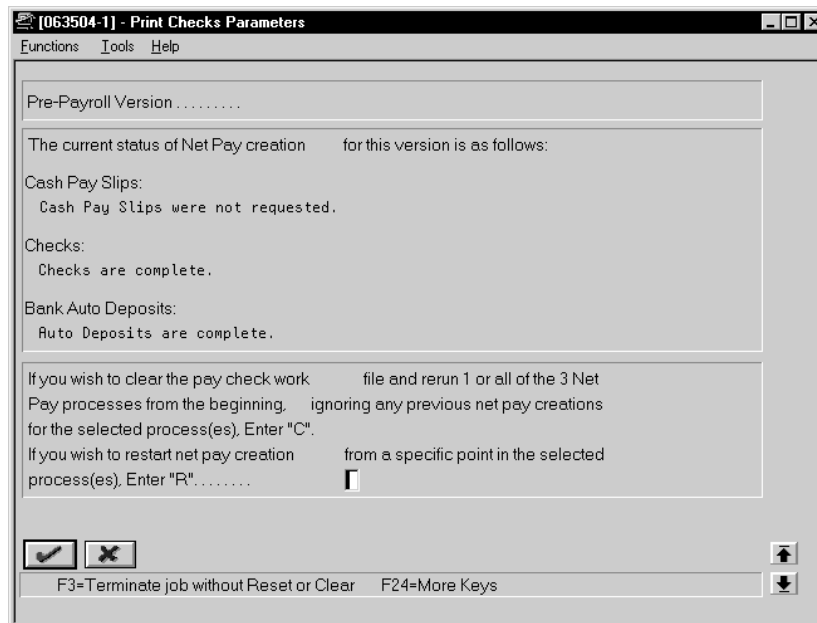 [063504-1] - Print Checks Parameters
Functions Tools Help
Pre-Payroll Version . . . . . . . . .
The current status of Net Pay creation for this version is as follows:
Cash Pay Slips:
Cash Pay Slips were not requested.
Checks:
Checks are complete.
Bank Auto Deposits:
Auto Deposits are complete.
If you wish to clear the pay check work file and rerun 1 or all of the 3 Net
Pay processes from the beginning, ignoring any previous net pay creations
for the selected process(es), Enter "C".
If you wish to restart net pay creation from a specific point in the selected
process(es), Enter "R". . . . . . . .
F3=Terminate job without Reset or Clear F24=More Keys